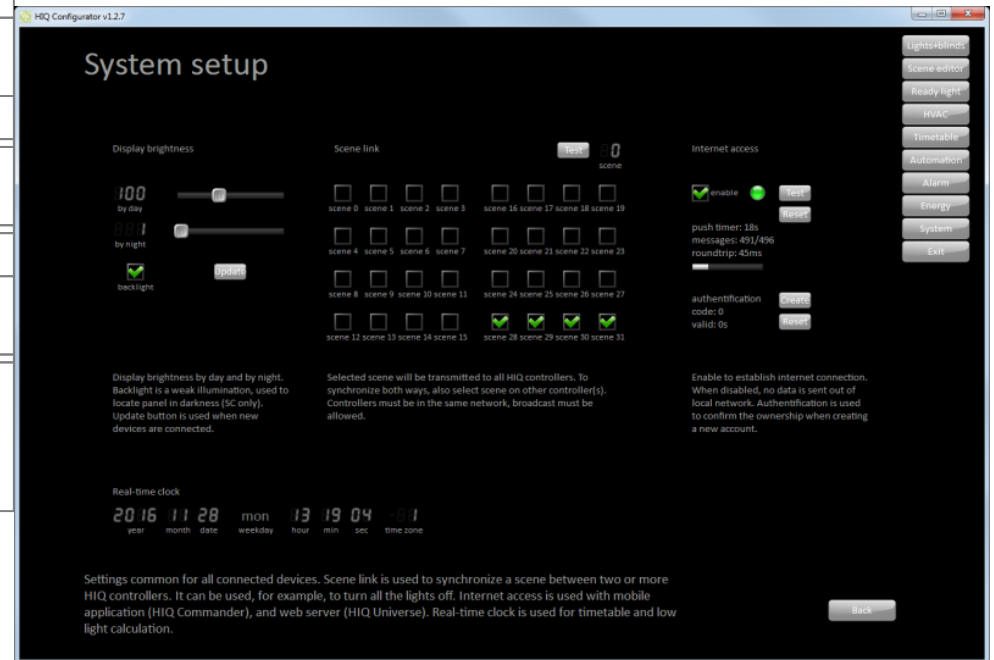 HIQ Configurator v1.2.7
System setup
Lights+blinds
Scene editor
Ready light
HVAC
Timetable
Automation
Alarm
Energy
System
Exit
Display brightness
100
by day
1
by night
backlight
Update
Scene link
Test
0
scene
scene 0 scene 1 scene 2 scene 3 scene 16 scene 17 scene 18 scene 19
scene 4 scene 5 scene 6 scene 7 scene 20 scene 21 scene 22 scene 23
scene 8 scene 9 scene 10 scene 11 scene 24 scene 25 scene 26 scene 27
scene 12 scene 13 scene 14 scene 15 scene 28 scene 29 scene 30 scene 31
Internet access
enable
Test
Reset
push timer: 18s
messages: 491/496
roundtrip: 45ms
authentification
code: 0
valid: 0s
Create
Reset
Display brightness by day and by night.
Backlight is a weak illumination, used to
locate panel in darkness (SC only).
Update button is used when new
devices are connected.
Selected scene will be transmitted to all HIQ controllers. To
synchronize both ways, also select scene on other controller(s).
Controllers must be in the same network, broadcast must be
allowed.
Enable to establish internet connection.
When disabled, no data is sent out of
local network. Authentification is used
to confirm the ownership when creating
a new account.
Real-time clock
2016 11 28 mon 13 19 04 1
year month date weekday hour min sec time zone
Settings common for all connected devices. Scene link is used to synchronize a scene between two or more
HIQ controllers. It can be used, for example, to turn all the lights off. Internet access is used with mobile
application (HIQ Commander), and web server (HIQ Universe). Real-time clock is used for timetable and low
light calculation.
Back